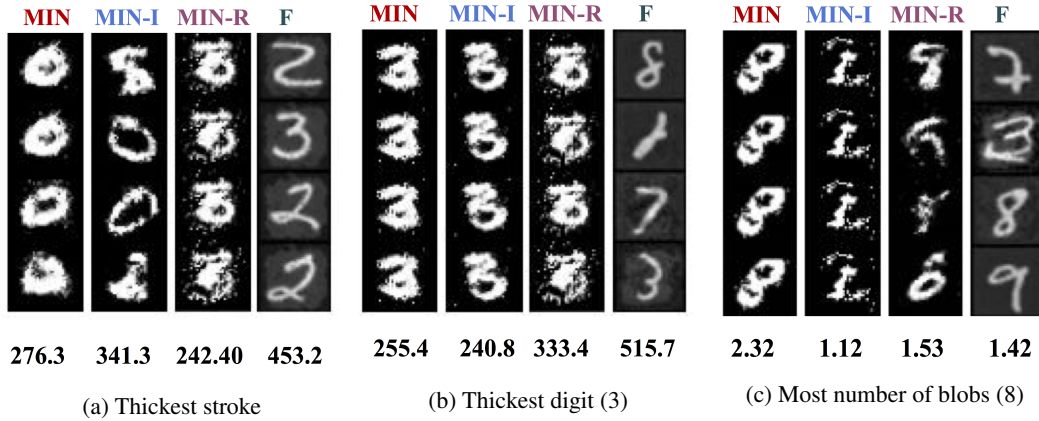 MIN MIN-I MIN-R F
276.3 341.3 242.40 453.2
(a) Thickest stroke
MIN MIN-I MIN-R F
255.4 240.8 333.4 515.7
(b) Thickest digit (3)
MIN MIN-I MIN-R F
2.32 1.12 1.53 1.42
(c) Most number of blobs (8)